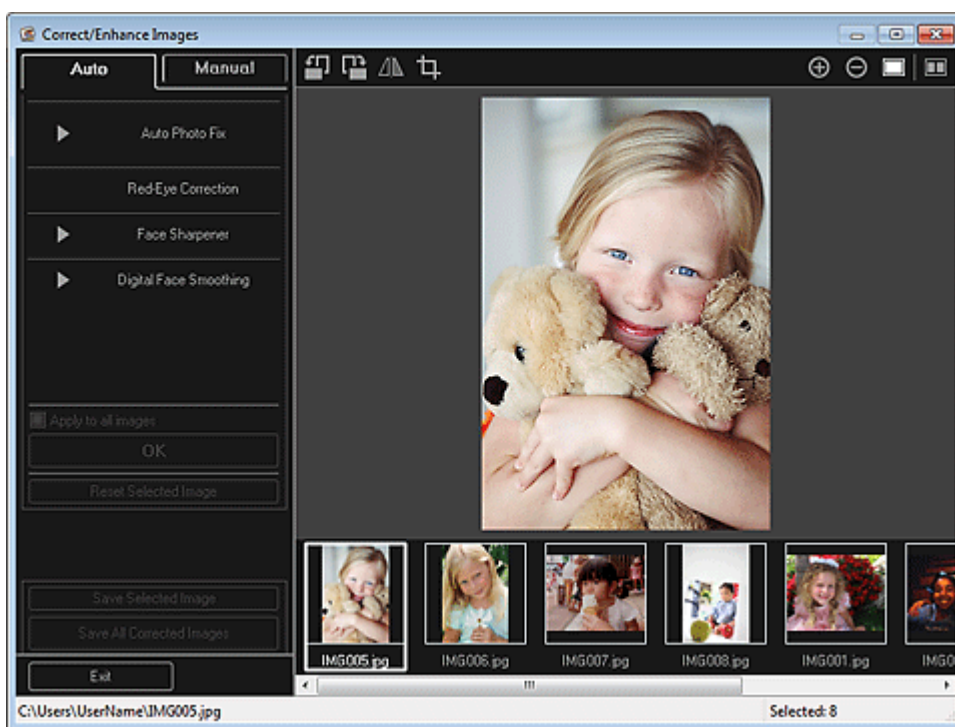 Correct/Enhance Images
Auto Manual
Auto Photo Fix
Red-Eye Correction
Face Sharpener
Digital Face Smoothing
Apply to all images
OK
Reset Selected Image
Save Selected Image
Save All Corrected Images
Exit
IMG005.jpg IMG006.jpg IMG007.jpg IMG008.jpg IMG001.jpg IMG0
C:\Users\UserName\IMG005.jpg Selected: 8